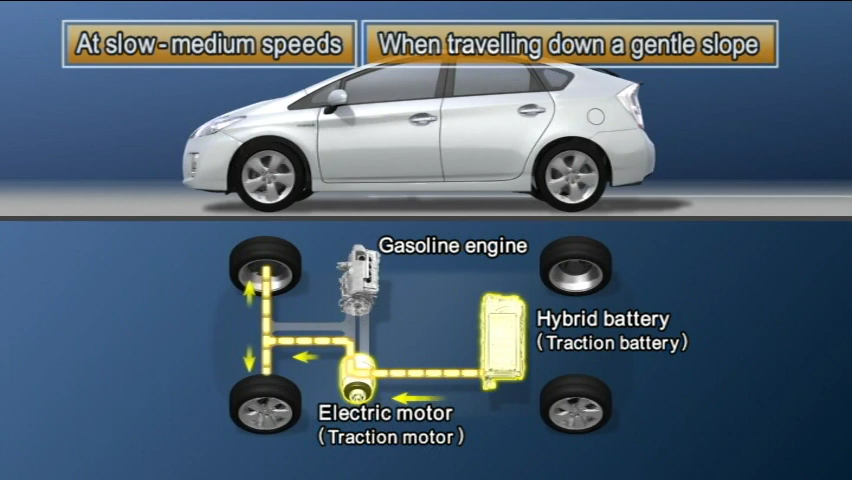 At slow-medium speeds
When travelling down a gentle slope
Gasoline engine
Hybrid battery
(Traction battery)
Electric motor
(Traction motor)